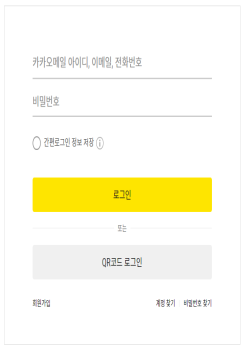 카카오메일 아이디, 이메일, 전화번호
비밀번호
간편로그인 정보 저장
로그인
또는
QR코드 로그인
회원가입 계정 찾기 비밀번호 찾기